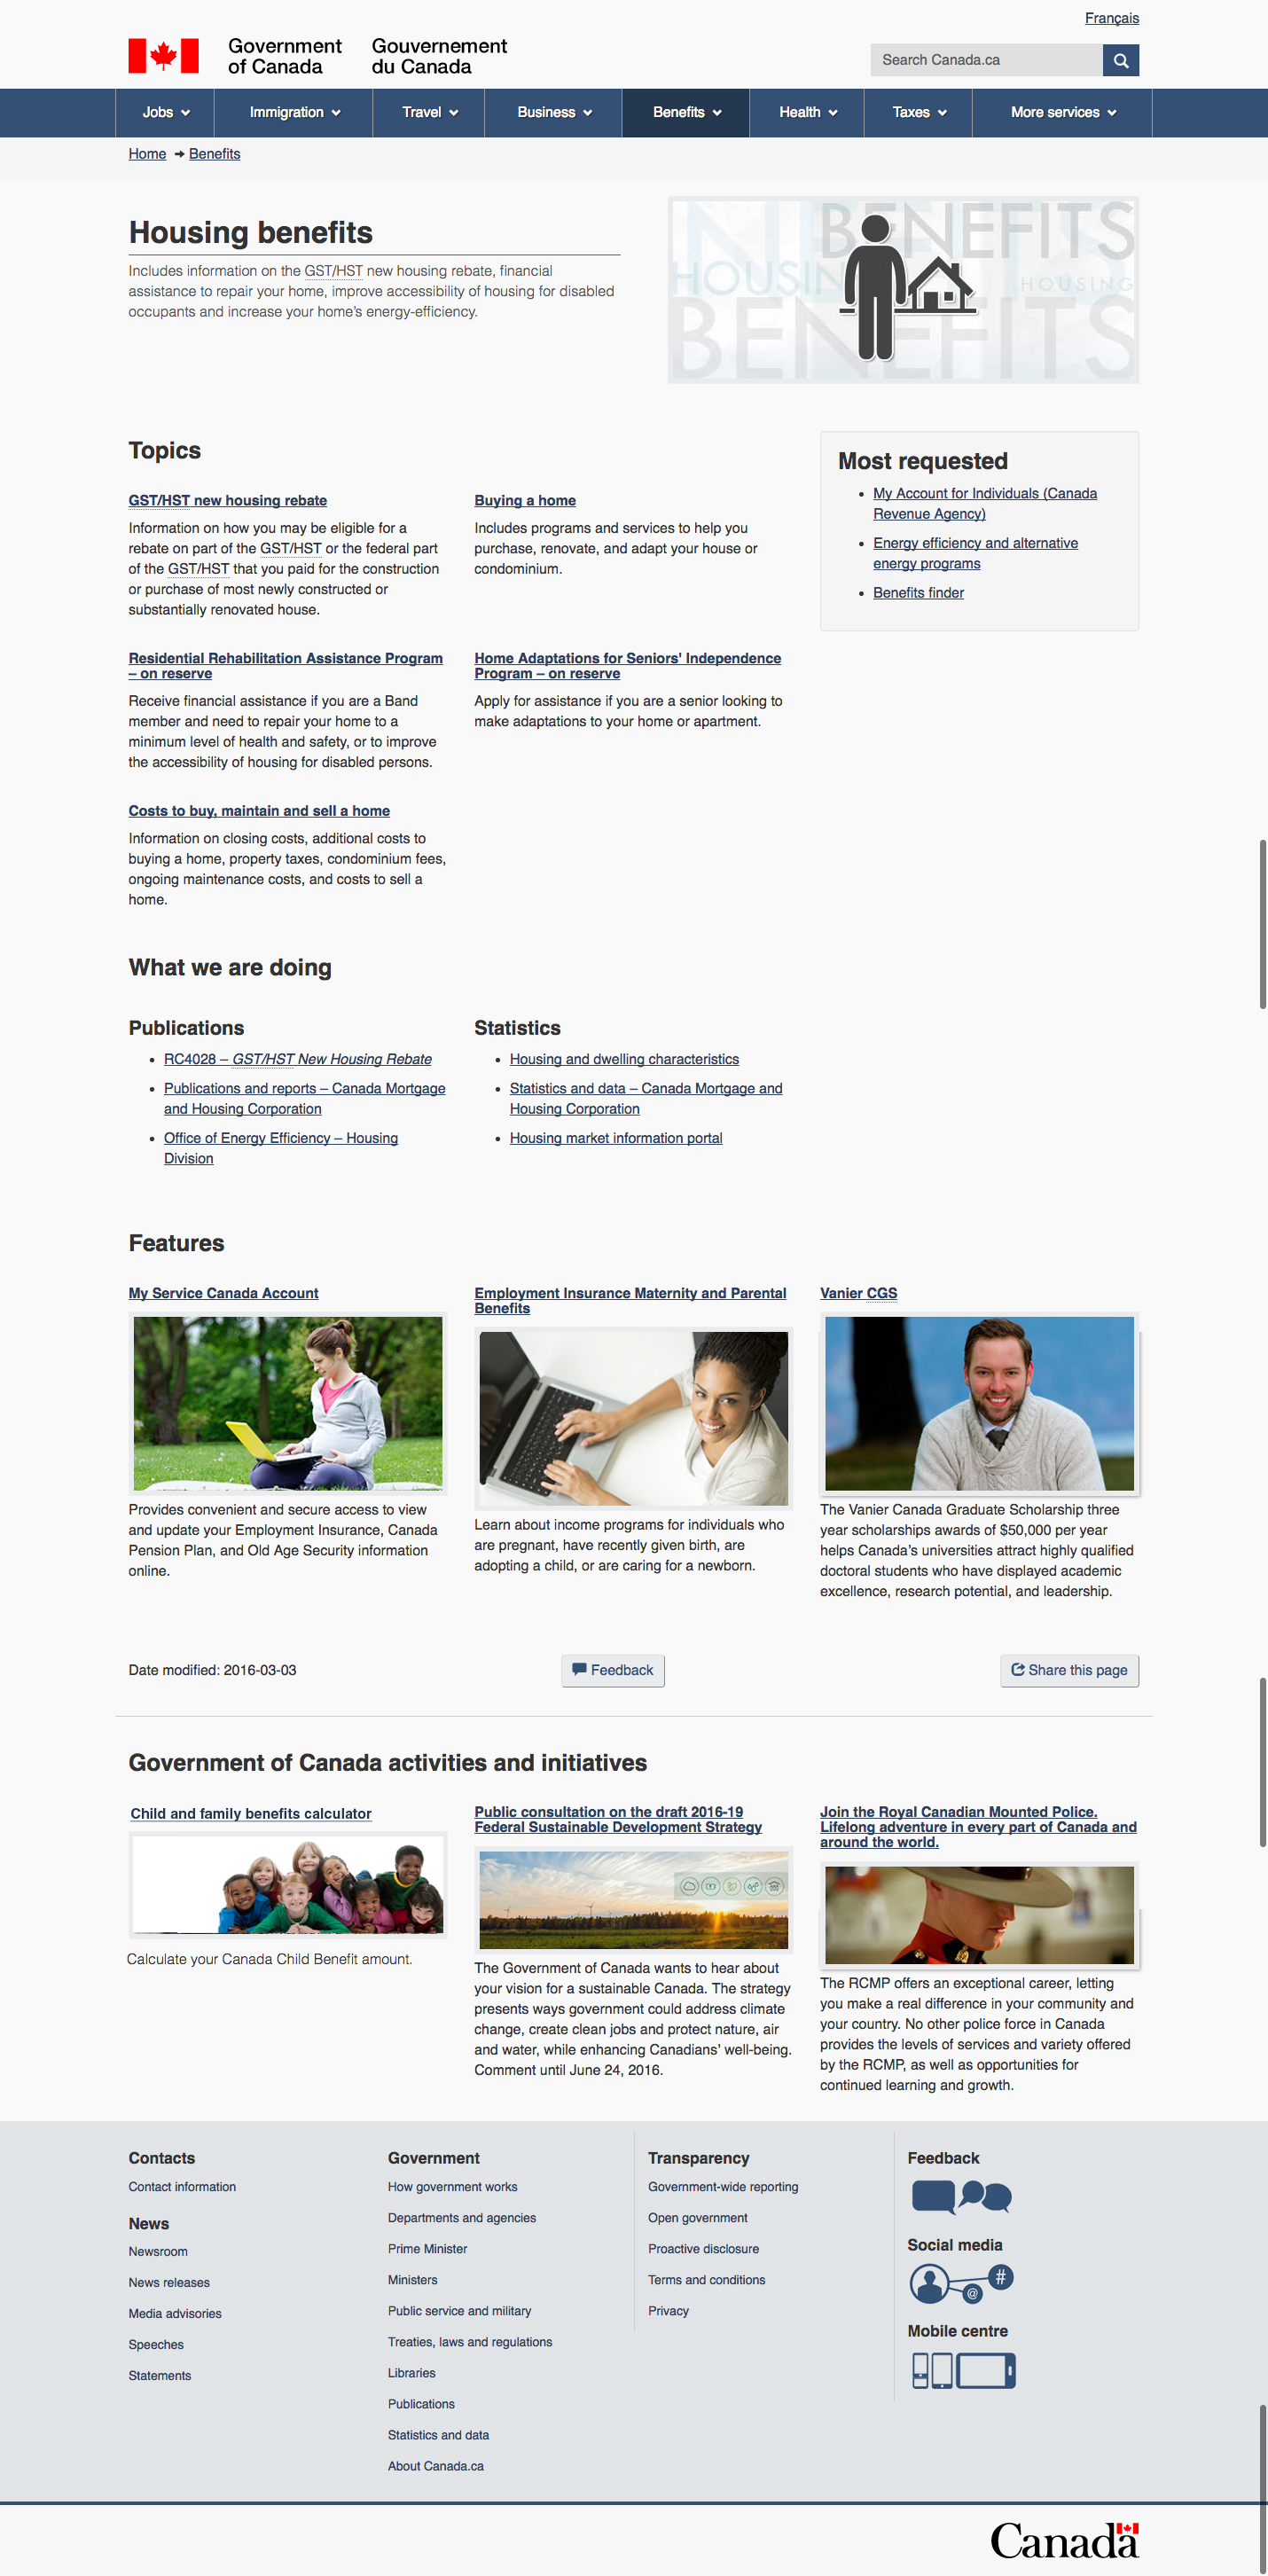 Français
Government
of Canada
Gouvernement
du Canada
Search Canada.ca
Jobs
Immigration
Travel
Business
Benefits
Health
Taxes
More services
Home
Benefits
Housing benefits
Includes information on the GST/HST new housing rebate, financial
assistance to repair your home, improve accessibility of housing for disabled
occupants and increase your home's energy-efficiency.
BENEFITS
HOUSING
HOUSING
BENEFITS
Topics
GST/HST new housing rebate
Information on how you may be eligible for a
rebate on part of the GST/HST or the federal part
of the GST/HST that you paid for the construction
or purchase of most newly constructed or
substantially renovated house.
Buying a home
Includes programs and services to help you
purchase, renovate, and adapt your house or
condominium.
Residential Rehabilitation Assistance Program
– on reserve
Receive financial assistance if you are a Band
member and need to repair your home to a
minimum level of health and safety, or to improve
the accessibility of housing for disabled persons.
Home Adaptations for Seniors' Independence
Program – on reserve
Apply for assistance if you are a senior looking to
make adaptations to your home or apartment.
Costs to buy, maintain and sell a home
Information on closing costs, additional costs to
buying a home, property taxes, condominium fees,
ongoing maintenance costs, and costs to sell a
home.
Most requested
My Account for Individuals (Canada
Revenue Agency)
Energy efficiency and alternative
energy programs
Benefits finder
What we are doing
Publications
RC4028 – GST/HST New Housing Rebate
Publications and reports – Canada Mortgage
and Housing Corporation
Office of Energy Efficiency – Housing
Division
Statistics
Housing and dwelling characteristics
Statistics and data – Canada Mortgage and
Housing Corporation
Housing market information portal
Features
My Service Canada Account
Provides convenient and secure access to view
and update your Employment Insurance, Canada
Pension Plan, and Old Age Security information
online.
Employment Insurance Maternity and Parental
Benefits
Learn about income programs for individuals who
are pregnant, have recently given birth, are
adopting a child, or are caring for a newborn.
Vanier CGS
The Vanier Canada Graduate Scholarship three
year scholarships awards of $50,000 per year
helps Canada's universities attract highly qualified
doctoral students who have displayed academic
excellence, research potential, and leadership.
Date modified: 2016-03-03
Feedback
Share this page
Government of Canada activities and initiatives
Child and family benefits calculator
Calculate your Canada Child Benefit amount.
Public consultation on the draft 2016-19
Federal Sustainable Development Strategy
The Government of Canada wants to hear about
your vision for a sustainable Canada. The strategy
presents ways government could address climate
change, create clean jobs and protect nature, air
and water, while enhancing Canadians' well-being.
Comment until June 24, 2016.
Join the Royal Canadian Mounted Police.
Lifelong adventure in every part of Canada and
around the world.
The RCMP offers an exceptional career, letting
you make a real difference in your community and
your country. No other police force in Canada
provides the levels of services and variety offered
by the RCMP, as well as opportunities for
continued learning and growth.
Contacts
Contact information
News
Newsroom
News releases
Media advisories
Speeches
Statements
Government
How government works
Departments and agencies
Prime Minister
Ministers
Public service and military
Treaties, laws and regulations
Libraries
Publications
Statistics and data
About Canada.ca
Transparency
Government-wide reporting
Open government
Proactive disclosure
Terms and conditions
Privacy
Feedback
Social media
#
@
Mobile centre
Canada